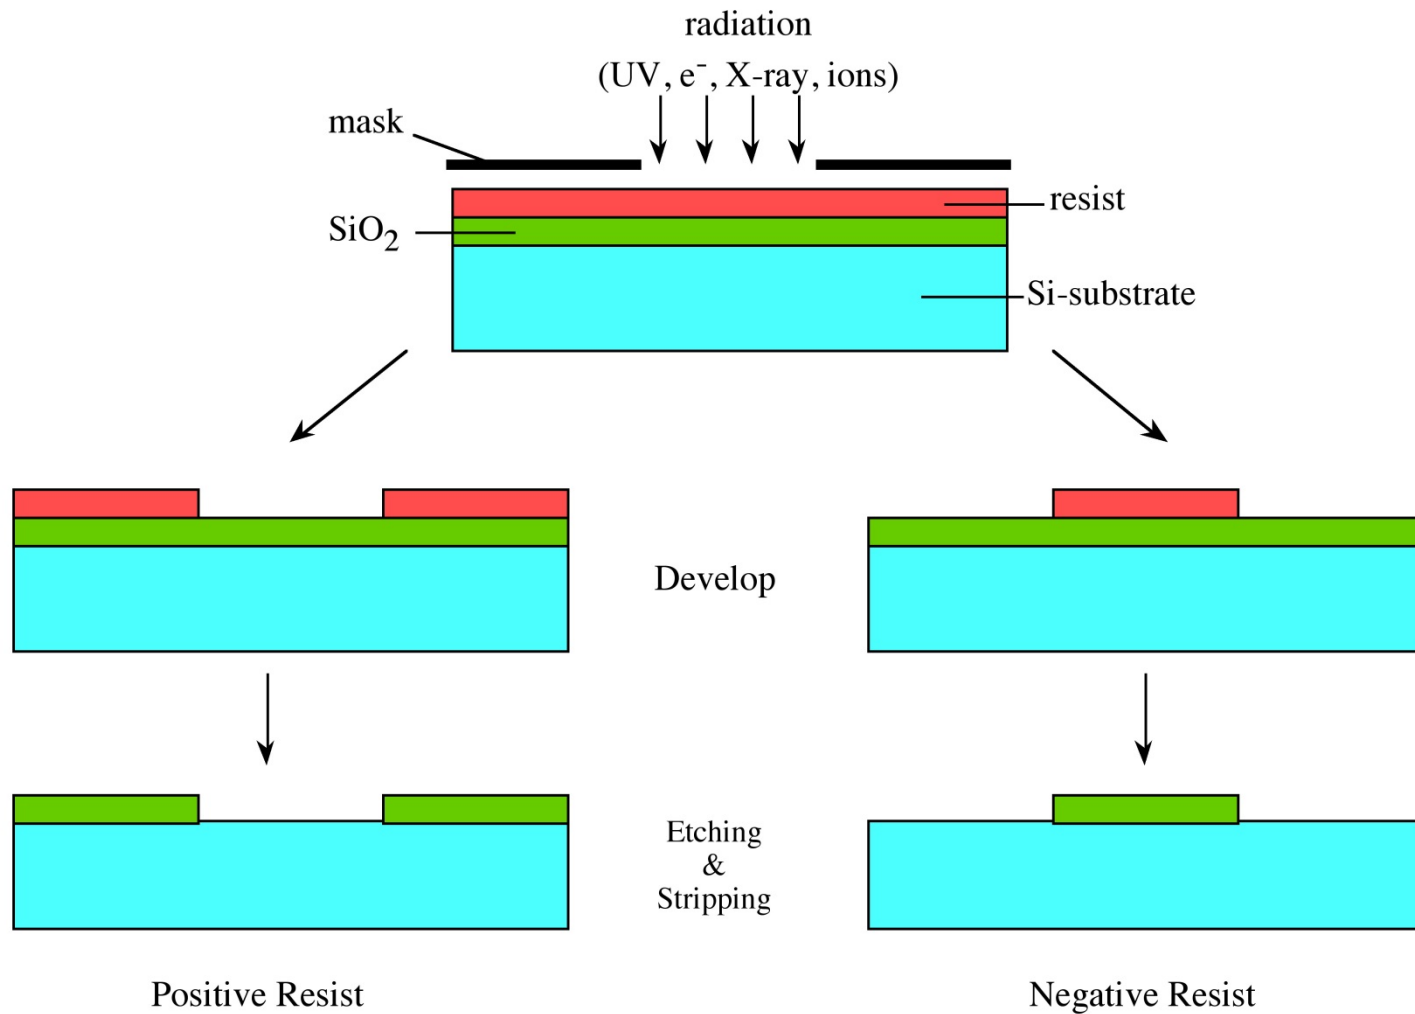 radiation
(UV, e⁻, X-ray, ions)
mask
resist
SiO₂
Si-substrate
Develop
Etching
&
Stripping
Positive Resist
Negative Resist